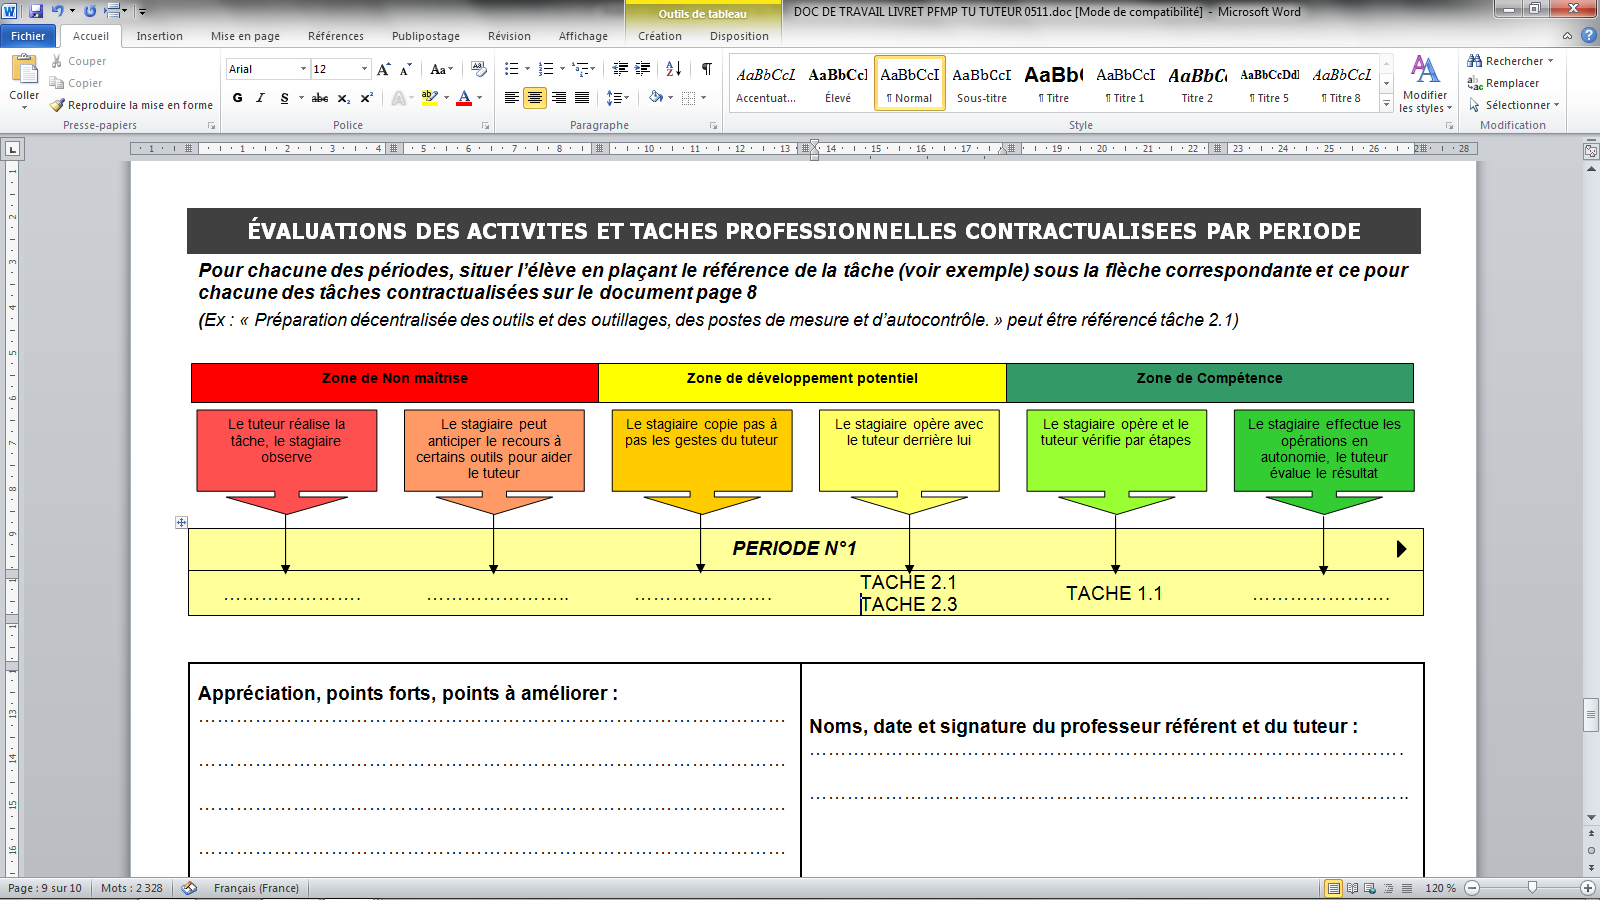 Outils de tableau
DOC DE TRAVAIL LIVRET PFMP TU TUTEUR 0511.doc [Mode de compatibilité] - Microsoft Word
Fichier Accueil Insertion Mise en page Références Publipostage Révision Affichage Création Disposition
Coller
Couper
Copier
Reproduire la mise en forme
Presse-papiers
Arial 12
G I S abc x₂ x²
Police
Paragraphe
AaBbCcI AaBbCcI AaBbCcI AaBbCcI AaBb( AaBbCcI AaBbCc AaBbCcDdI AaBbCcI
Accentuat... Élevé ¶ Normal Sous-titre ¶ Titre ¶ Titre 1 Titre 2 ¶ Titre 5 ¶ Titre 8
Style
Modifier
les styles
Rechercher
Remplacer
Sélectionner
Modification
ÉVALUATIONS DES ACTIVITES ET TACHES PROFESSIONNELLES CONTRACTUALISEES PAR PERIODE
Pour chacune des périodes, situer l'élève en plaçant le référence de la tâche (voir exemple) sous la flèche correspondante et ce pour
chacune des tâches contractualisées sur le document page 8
(Ex : « Préparation décentralisée des outils et des outillages, des postes de mesure et d'autocontrôle. » peut être référencé tâche 2.1)
Zone de Non maîtrise Zone de développement potentiel Zone de Compétence
Le tuteur réalise la
tâche, le stagiaire
observe
Le stagiaire peut
anticiper le recours à
certains outils pour aider
le tuteur
Le stagiaire copie pas à
pas les gestes du tuteur
Le stagiaire opère avec
le tuteur derrière lui
Le stagiaire opère et le
tuteur vérifie par étapes
Le stagiaire effectue les
opérations en
autonomie, le tuteur
évalue le résultat
PERIODE N°1
TACHE 2.1
TACHE 2.3
TACHE 1.1
Appréciation, points forts, points à améliorer :
Noms, date et signature du professeur référent et du tuteur :
Page : 9 sur 10 Mots : 2 328 Français (France) 120 %